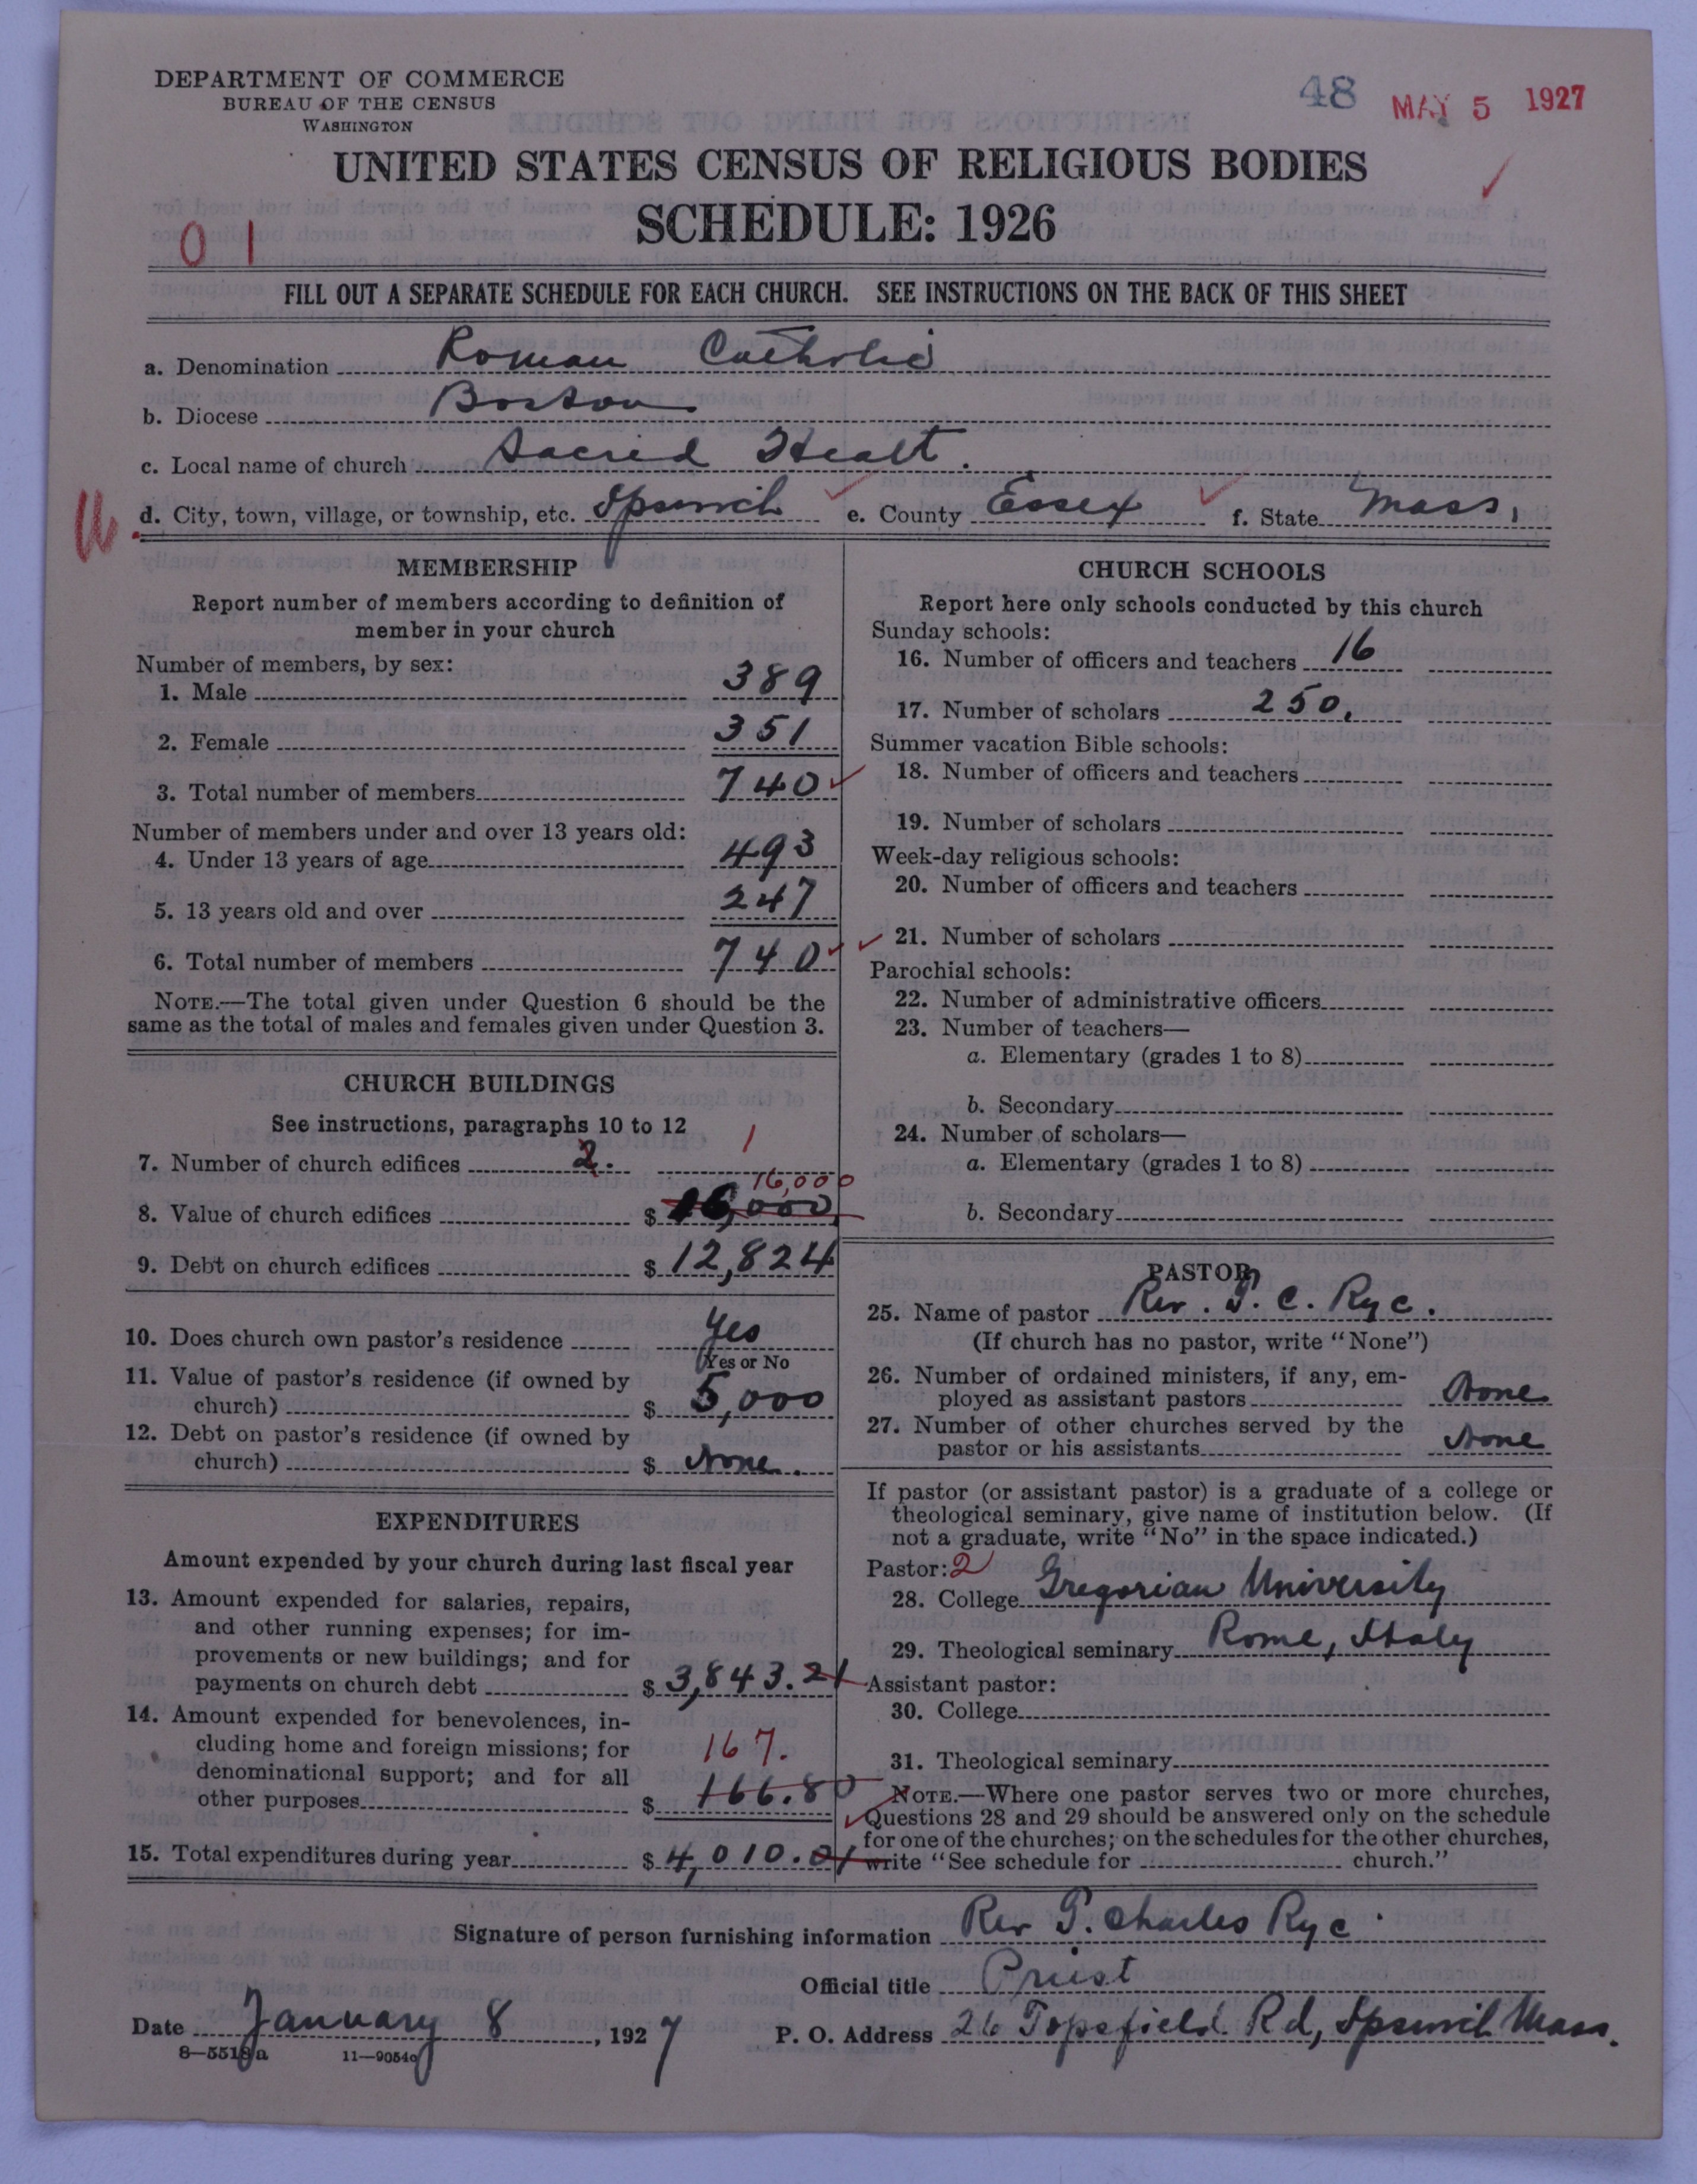 DEPARTMENT OF COMMERCE
BUREAU OF THE CENSUS
WASHINGTON
48 MAY 5 1927
UNITED STATES CENSUS OF RELIGIOUS BODIES
SCHEDULE: 1926
0 1
FILL OUT A SEPARATE SCHEDULE FOR EACH CHURCH. SEE INSTRUCTIONS ON THE BACK OF THIS SHEET
a. Denomination Roman Catholic
b. Diocese Boston
c. Local name of church Sacred Heart.
d. City, town, village, or township, etc. Ipswich e. County Essex f. State Mass.
MEMBERSHIP
Report number of members according to definition of
member in your church
Number of members, by sex:
1. Male 389
2. Female 351
3. Total number of members 740
Number of members under and over 13 years old:
4. Under 13 years of age 493
5. 13 years old and over 247
6. Total number of members 740
NOTE.—The total given under Question 6 should be the
same as the total of males and females given under Question 3.
CHURCH BUILDINGS
See instructions, paragraphs 10 to 12
7. Number of church edifices 2. 1
16,000
8. Value of church edifices $ 16,000
9. Debt on church edifices $ 12,824
10. Does church own pastor's residence Yes
(Yes or No
11. Value of pastor's residence (if owned by
church) $ 5,000
12. Debt on pastor's residence (if owned by
church) $ None.
EXPENDITURES
Amount expended by your church during last fiscal year
13. Amount expended for salaries, repairs,
and other running expenses; for im-
provements or new buildings; and for
payments on church debt $ 3,843.21
14. Amount expended for benevolences, in-
cluding home and foreign missions; for 167.
denominational support; and for all
other purposes $ 166.80
15. Total expenditures during year $ 4,010.01
CHURCH SCHOOLS
Report here only schools conducted by this church
Sunday schools:
16. Number of officers and teachers 16
17. Number of scholars 250.
Summer vacation Bible schools:
18. Number of officers and teachers
19. Number of scholars
Week-day religious schools:
20. Number of officers and teachers
21. Number of scholars
Parochial schools:
22. Number of administrative officers
23. Number of teachers—
a. Elementary (grades 1 to 8)
b. Secondary
24. Number of scholars—
a. Elementary (grades 1 to 8)
b. Secondary
PASTOR
25. Name of pastor Rev. P. C. Ryc.
(If church has no pastor, write "None")
26. Number of ordained ministers, if any, em-
ployed as assistant pastors None
27. Number of other churches served by the
pastor or his assistants None
If pastor (or assistant pastor) is a graduate of a college or
theological seminary, give name of institution below. (If
not a graduate, write "No" in the space indicated.)
Pastor: 2
28. College Gregorian University
29. Theological seminary Rome, Italy
Assistant pastor:
30. College
31. Theological seminary
NOTE.—Where one pastor serves two or more churches,
Questions 28 and 29 should be answered only on the schedule
for one of the churches; on the schedules for the other churches,
write "See schedule for church."
Signature of person furnishing information Rev P. Charles Ryc.
Official title Priest
Date January 8, 1927 P. O. Address 26 Topsfield Rd, Ipswich Mass.
8—5518a 11—9054a